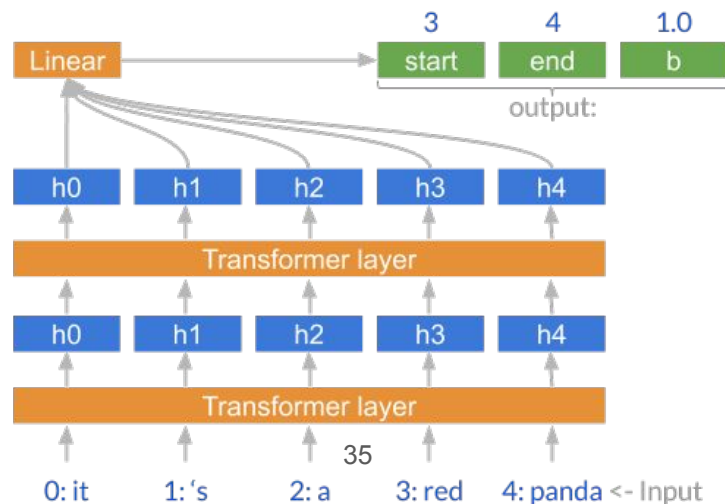 3 4 1.0
Linear start end b
output:
h0 h1 h2 h3 h4
Transformer layer
h0 h1 h2 h3 h4
Transformer layer
35
0: it 1: ‘s 2: a 3: red 4: panda <- Input